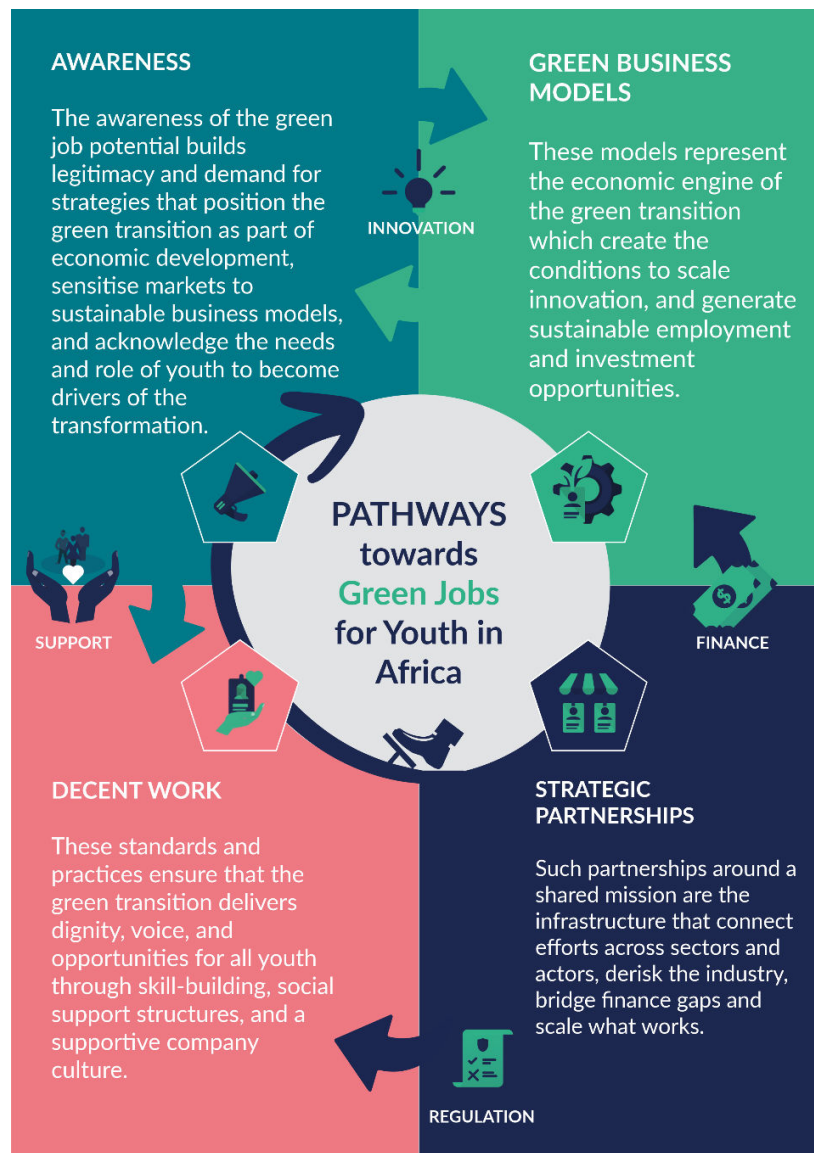 AWARENESS
The awareness of the green
job potential builds
legitimacy and demand for
strategies that position the
green transition as part of
economic development,
sensitise markets to
sustainable business models,
and acknowledge the needs
and role of youth to become
drivers of the
transformation.
INNOVATION
GREEN BUSINESS
MODELS
These models represent
the economic engine of
the green transition
which create the
conditions to scale
innovation, and generate
sustainable employment
and investment
opportunities.
PATHWAYS
towards
Green Jobs
for Youth in
Africa
SUPPORT
FINANCE
DECENT WORK
These standards and
practices ensure that the
green transition delivers
dignity, voice, and
opportunities for all youth
through skill-building, social
support structures, and a
supportive company
culture.
STRATEGIC
PARTNERSHIPS
Such partnerships around a
shared mission are the
infrastructure that connect
efforts across sectors and
actors, derisk the industry,
bridge finance gaps and
scale what works.
REGULATION